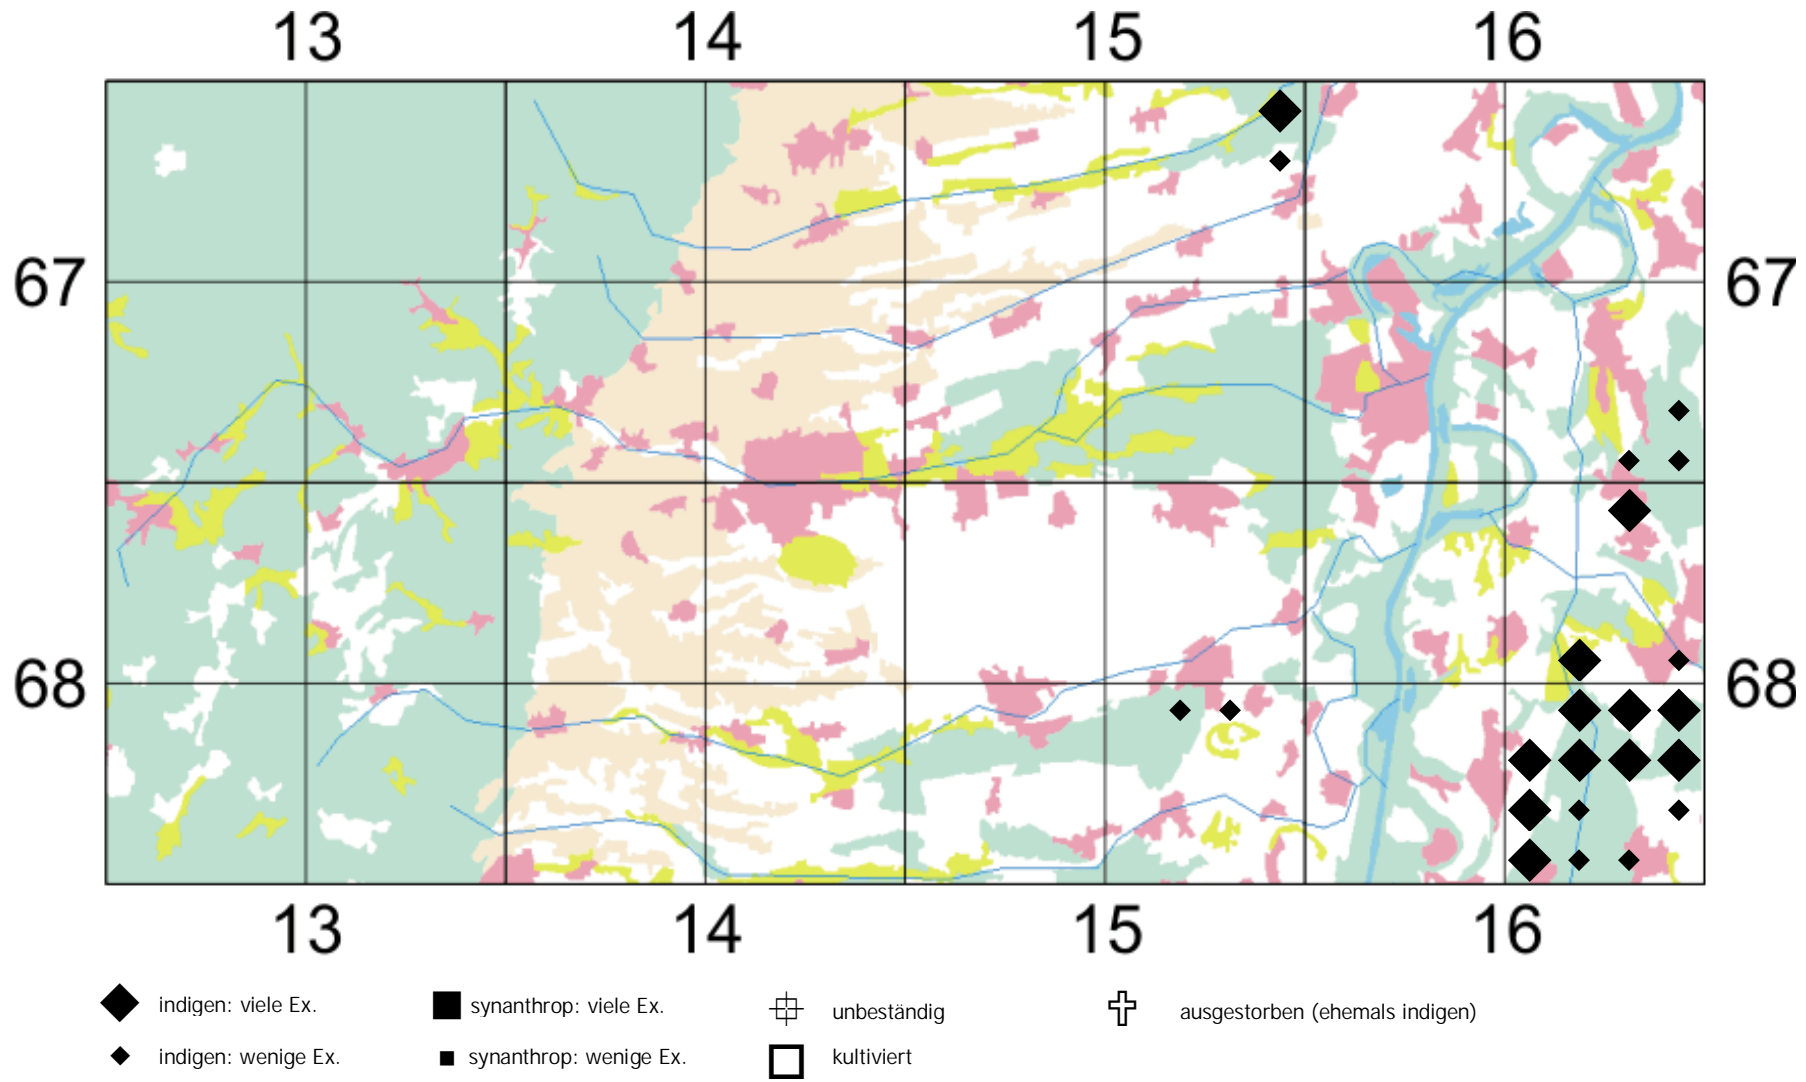 13 14 15 16
67 67
68 68
13 14 15 16
indigen: viele Ex. synanthrop: viele Ex. unbeständig ausgestorben (ehemals indigen)
indigen: wenige Ex. synanthrop: wenige Ex. kultiviert